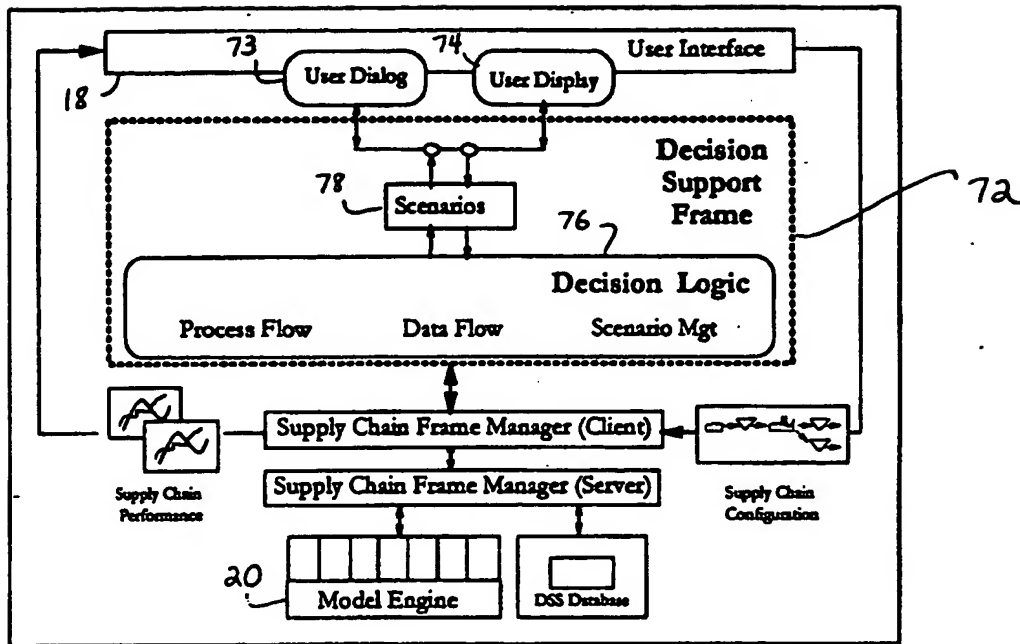 User Interface
73
74
18
User Dialog
User Display
Decision
Support
Frame
72
78
Scenarios
76
Decision Logic
Process Flow
Data Flow
Scenario Mgt
Supply Chain Frame Manager (Client)
Supply Chain Frame Manager (Server)
Supply Chain
Performance
Supply Chain
Configuration
20
Model Engine
DSS Database